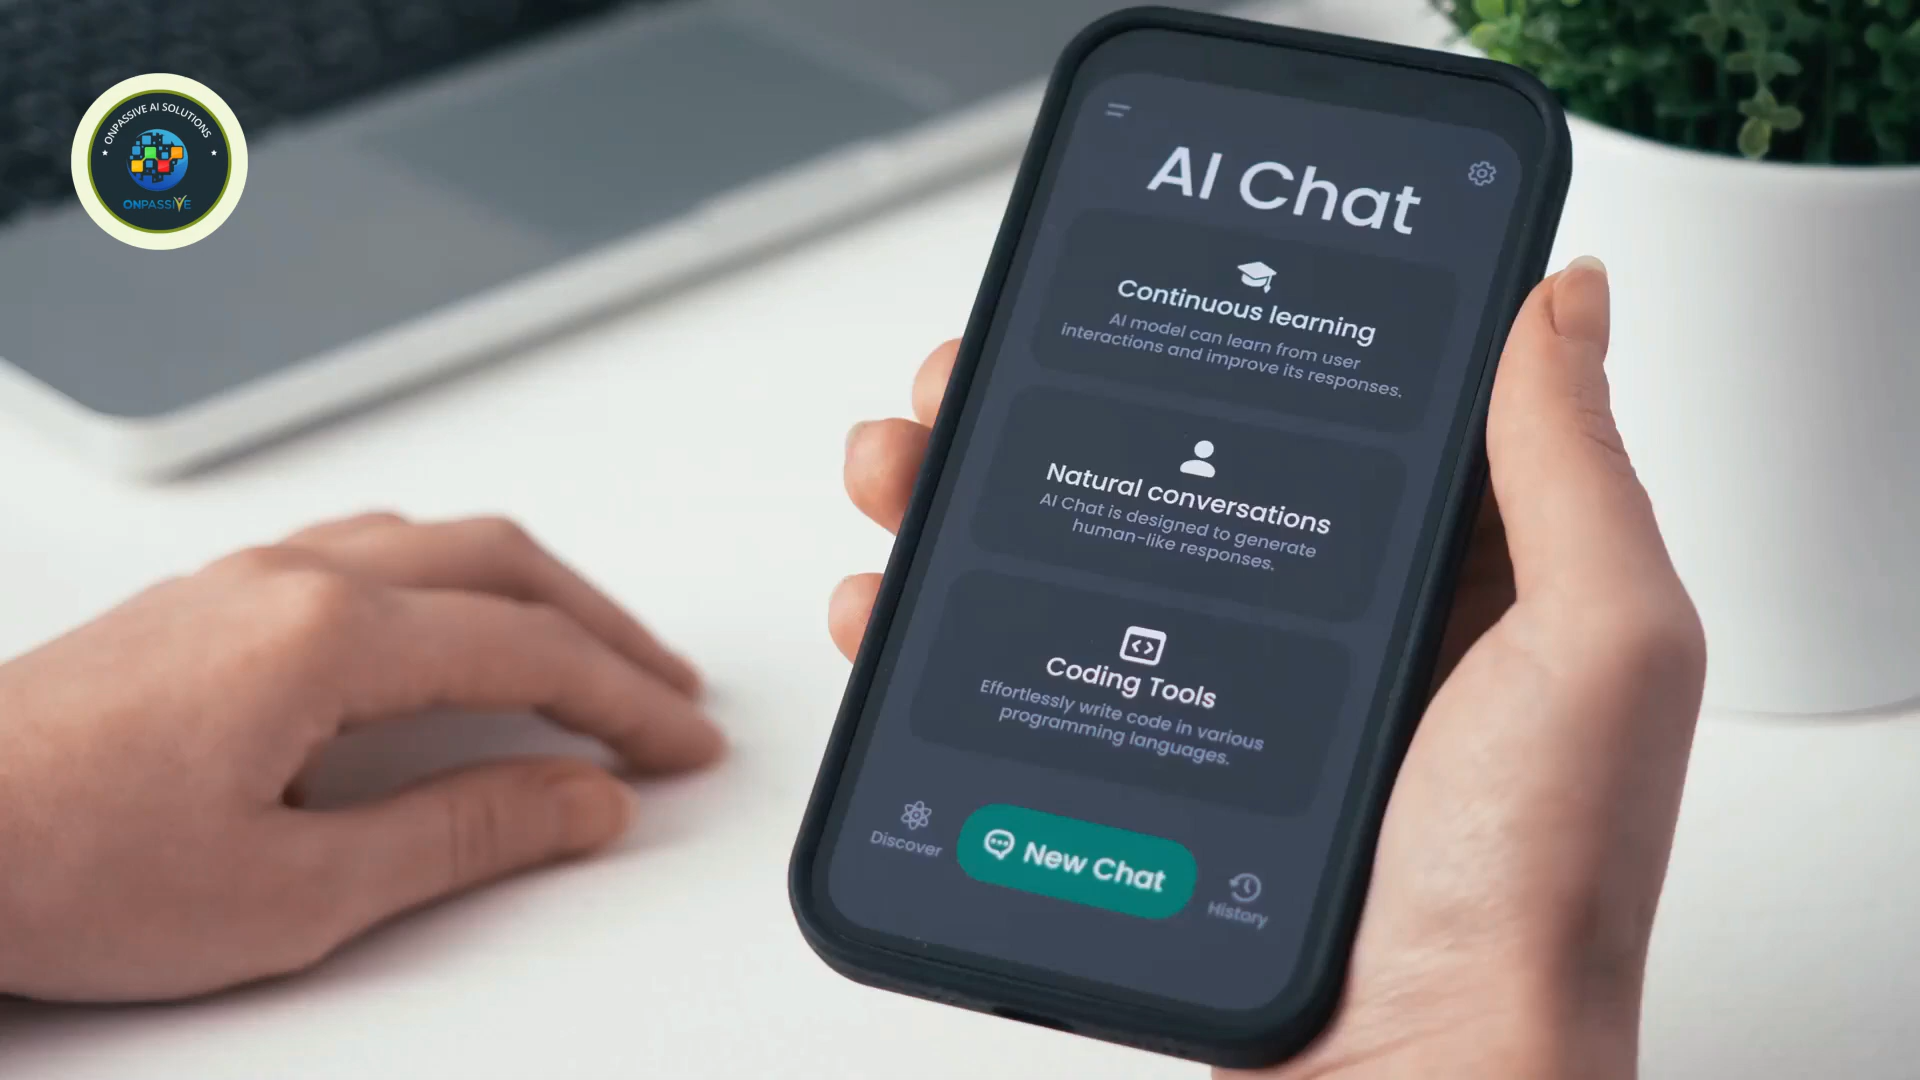 ONPASSIVE AI SOLUTIONS
ONPASSIVE
AI Chat
Continuous learning
AI model can learn from user
interactions and improve its responses.
Natural conversations
AI Chat is designed to generate
human-like responses.
Coding Tools
Effortlessly write code in various
programming languages.
Discover
New Chat
History